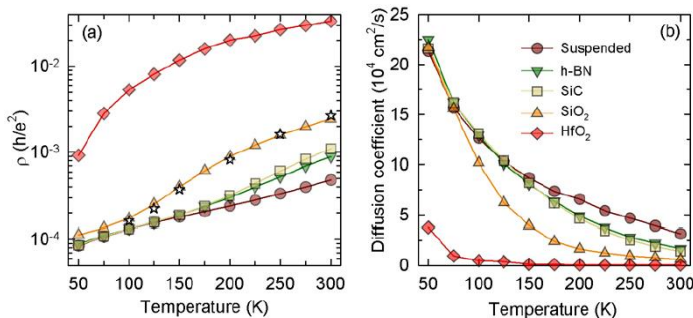 (a)
ρ (h/e²)
10⁻²
10⁻³
10⁻⁴
50 100 150 200 250 300
Temperature (K)
(b)
Diffusion coefficient (10⁴ cm²/s)
25
20
15
10
5
0
Suspended
h-BN
SiC
SiO₂
HfO₂
50 100 150 200 250 300
Temperature (K)